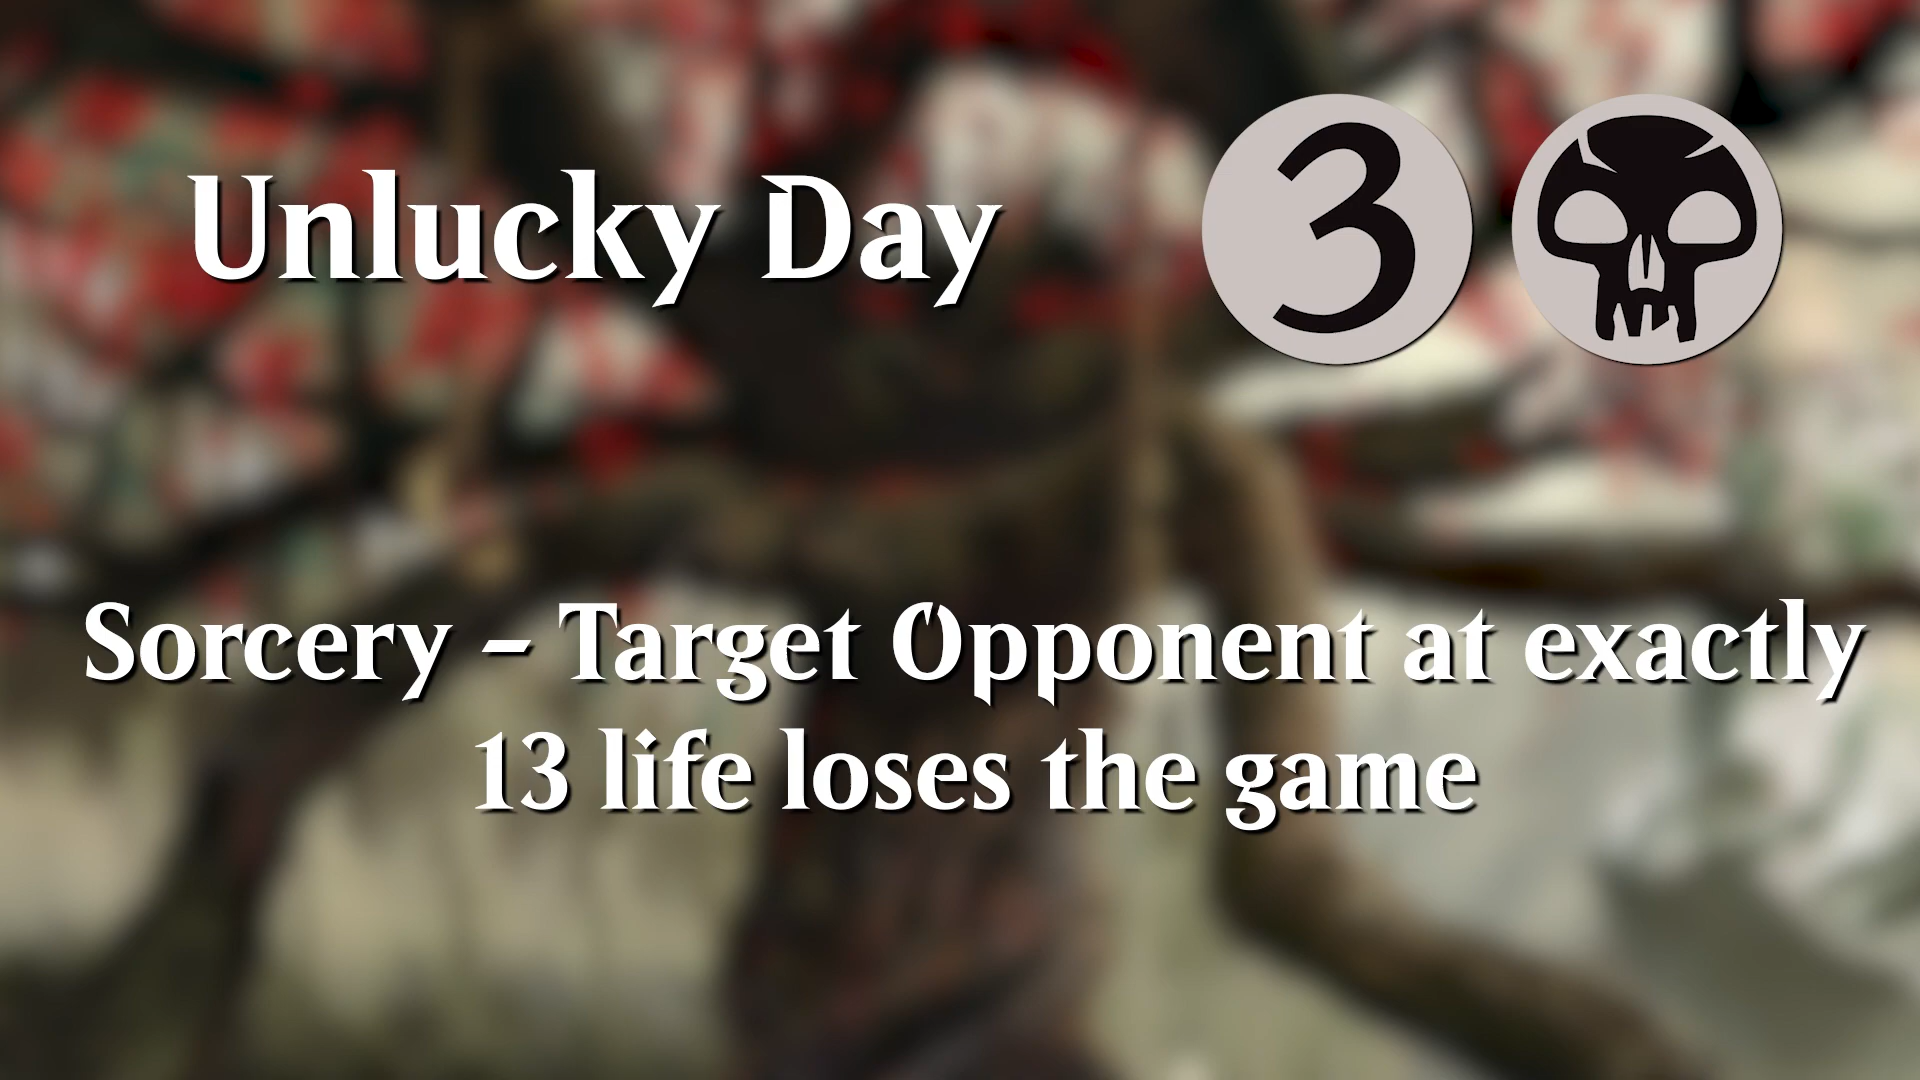 Unlucky Day
3
Sorcery - Target Opponent at exactly
13 life loses the game